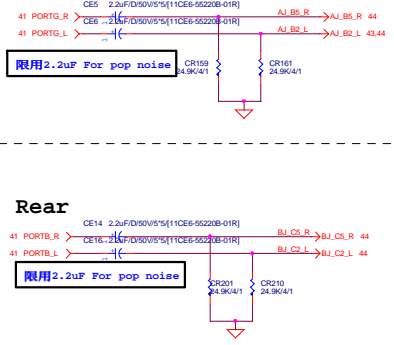 CE5 2.2uF/D/50V/5*5/[11CE6-55220B-01R]
41 PORTG_R AJ_B5_R AJ_B5_R 44
CE6 2.2uF/D/50V/5*5/[11CE6-55220B-01R]
41 PORTG_L AJ_B2_L AJ_B2_L 43,44
限用2.2uF For pop noise
CR159 CR161
24.9K/4/1 24.9K/4/1
Rear
CE14 2.2uF/D/50V/5*5/[11CE6-55220B-01R]
41 PORTB_R BJ_C5_R BJ_C5_R 44
CE16 2.2uF/D/50V/5*5/[11CE6-55220B-01R]
41 PORTB_L BJ_C2_L BJ_C2_L 44
限用2.2uF For pop noise
CR201 CR210
24.9K/4/1 24.9K/4/1